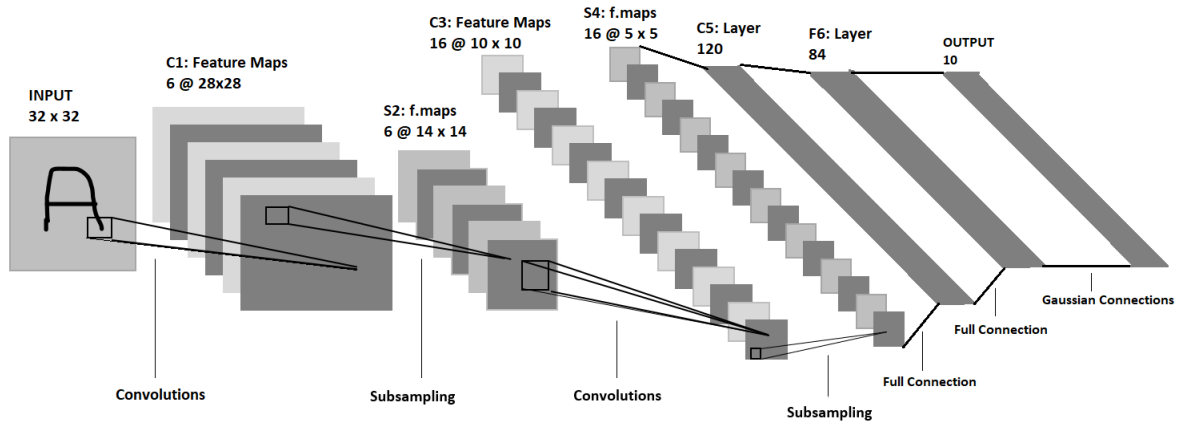 INPUT
32 x 32
C1: Feature Maps
6 @ 28x28
S2: f.maps
6 @ 14 x 14
C3: Feature Maps
16 @ 10 x 10
S4: f.maps
16 @ 5 x 5
C5: Layer
120
F6: Layer
84
OUTPUT
10
A
Convolutions
Subsampling
Convolutions
Subsampling
Full Connection
Full Connection
Gaussian Connections